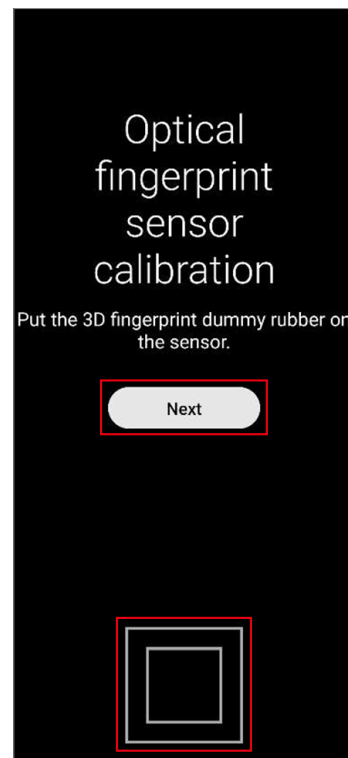 Optical
fingerprint
sensor
calibration
Put the 3D fingerprint dummy rubber on
the sensor.
Next